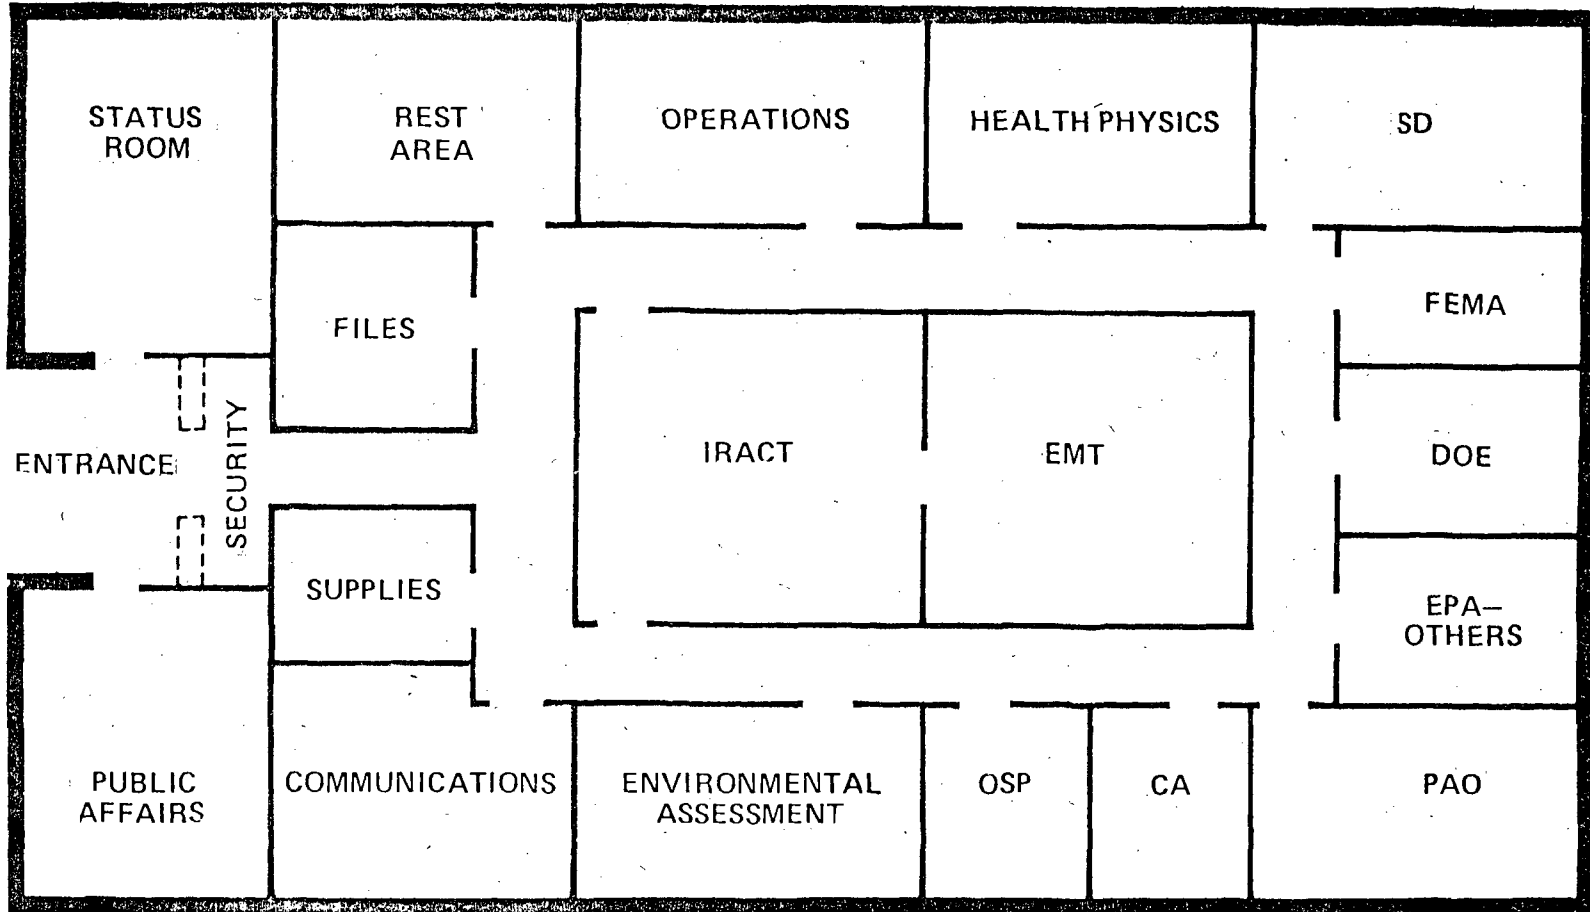 STATUS
ROOM
REST
AREA
OPERATIONS
HEALTH PHYSICS
SD
FILES
FEMA
ENTRANCE
SECURITY
IRACT
EMT
DOE
SUPPLIES
EPA—
OTHERS
PUBLIC
AFFAIRS
COMMUNICATIONS
ENVIRONMENTAL
ASSESSMENT
OSP
CA
PAO